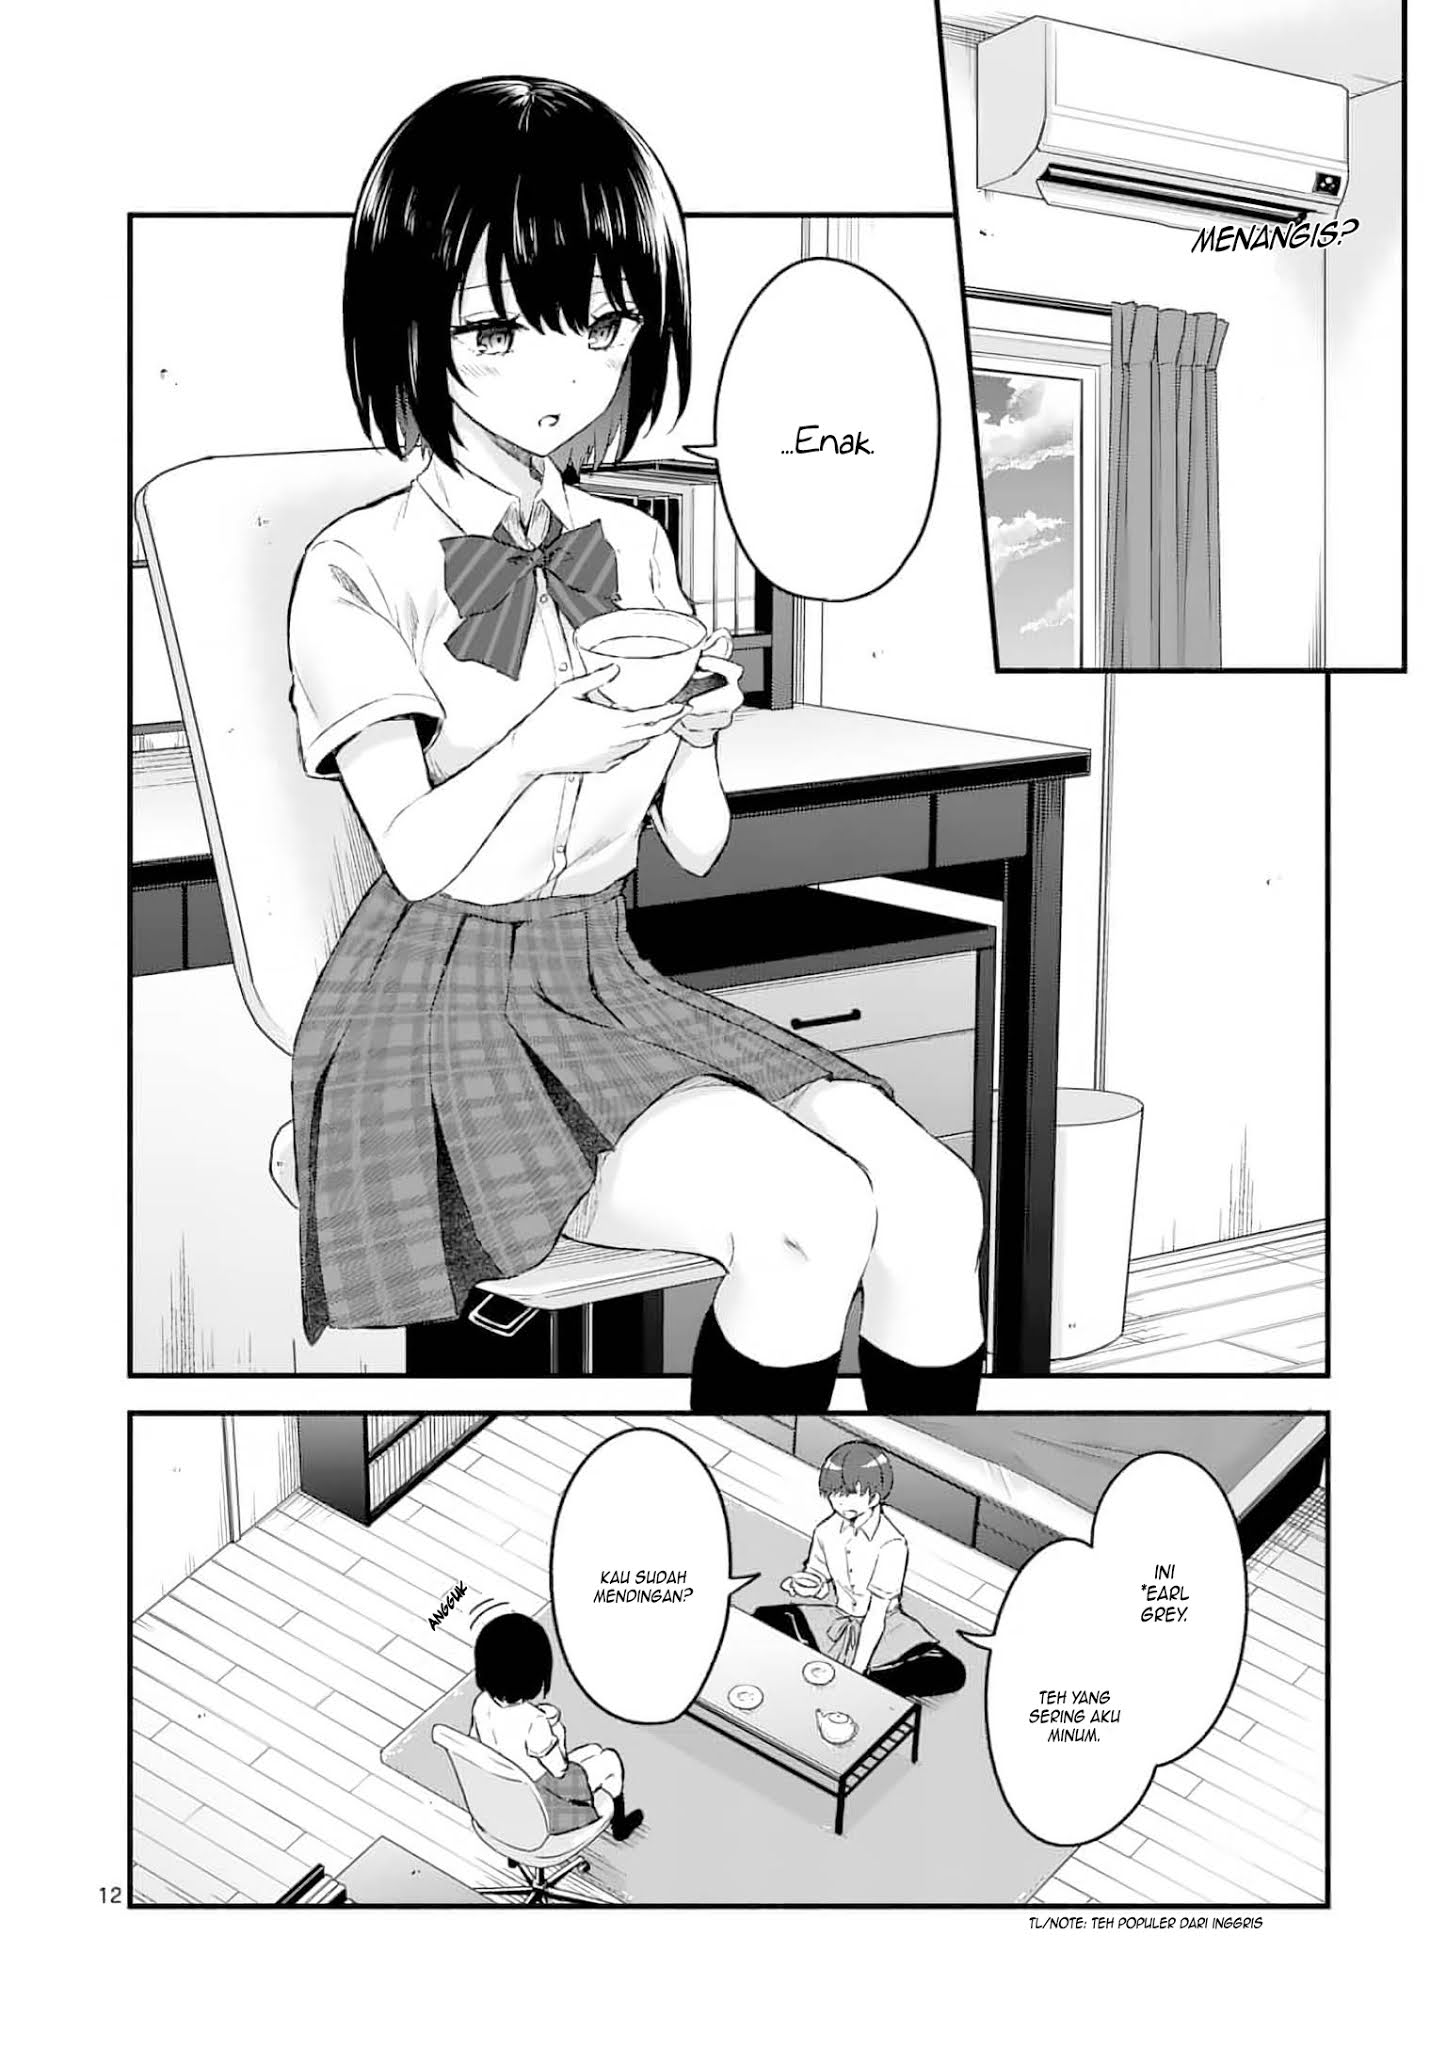 MENANGIS?
...Enak.
INI
*EARL
GREY.
TEH YANG
SERING AKU
MINUM.
KAU SUDAH
MENDINGAN?
ANGGUK
12
TL/NOTE: TEH POPULER DARI INGGRIS